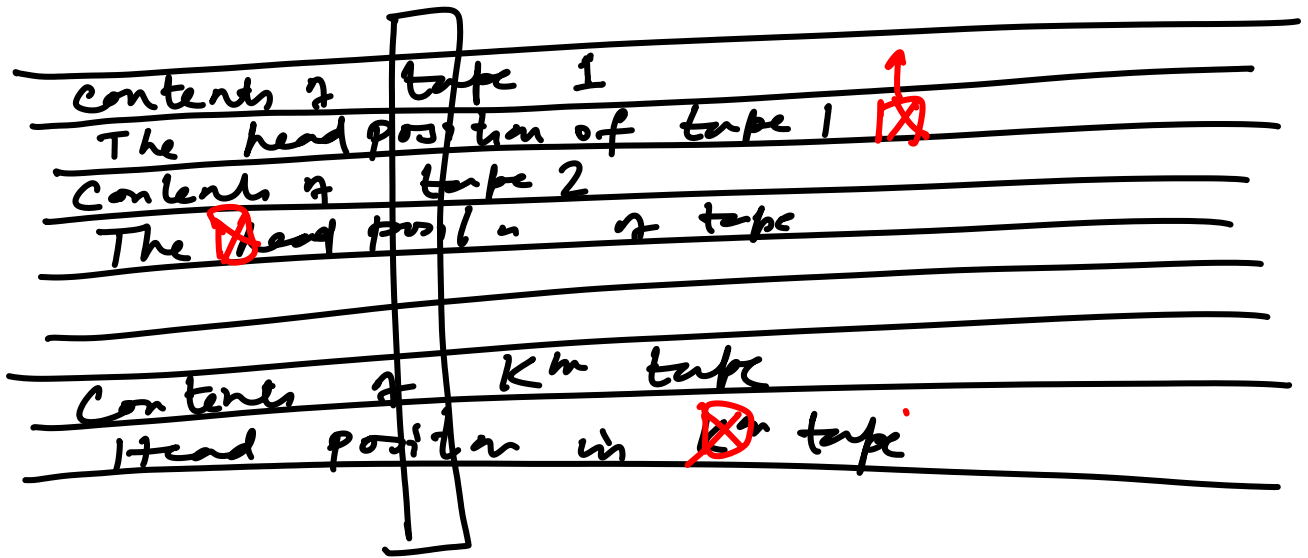 Contents of tape 1
The head position of tape 1
Contents of tape 2
The head position of tape
Contents of Kth tape
Head position in Kth tape